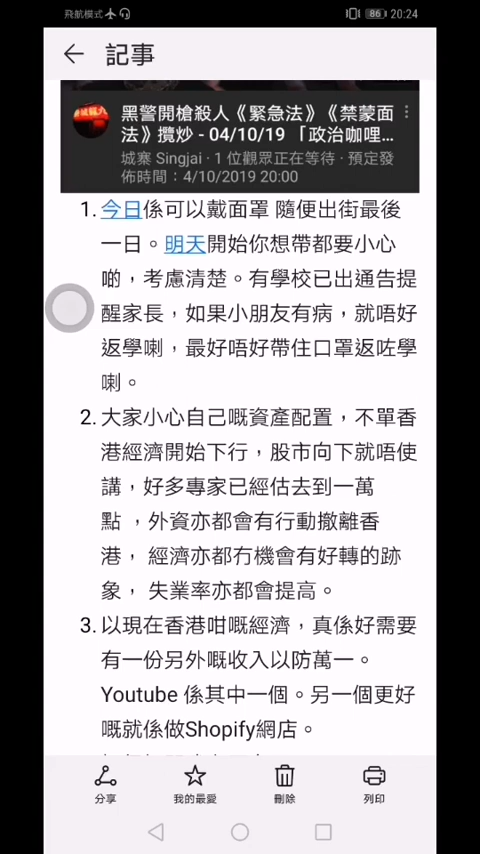 飛航模式 86 20:24
記事
黑警開槍殺人《緊急法》《禁蒙面
法》攬炒 - 04/10/19 「政治咖哩...
城寨 Singjai · 1 位觀眾正在等待 · 預定發
佈時間：4/10/2019 20:00
1. 今日係可以戴面罩 隨便出街最後
一日。明天開始你想帶都要小心
啲，考慮清楚。有學校已出通告提
醒家長，如果小朋友有病，就唔好
返學喇，最好唔好帶住口罩返咗學
喇。
2. 大家小心自己嘅資產配置，不單香
港經濟開始下行，股市向下就唔使
講，好多專家已經估去到一萬
點 ，外資亦都會有行動撤離香
港， 經濟亦都冇機會有好轉的跡
象， 失業率亦都會提高。
3. 以現在香港咁嘅經濟，真係好需要
有一份另外嘅收入以防萬一。
Youtube 係其中一個。另一個更好
嘅就係做Shopify網店。
分享 我的最愛 刪除 列印